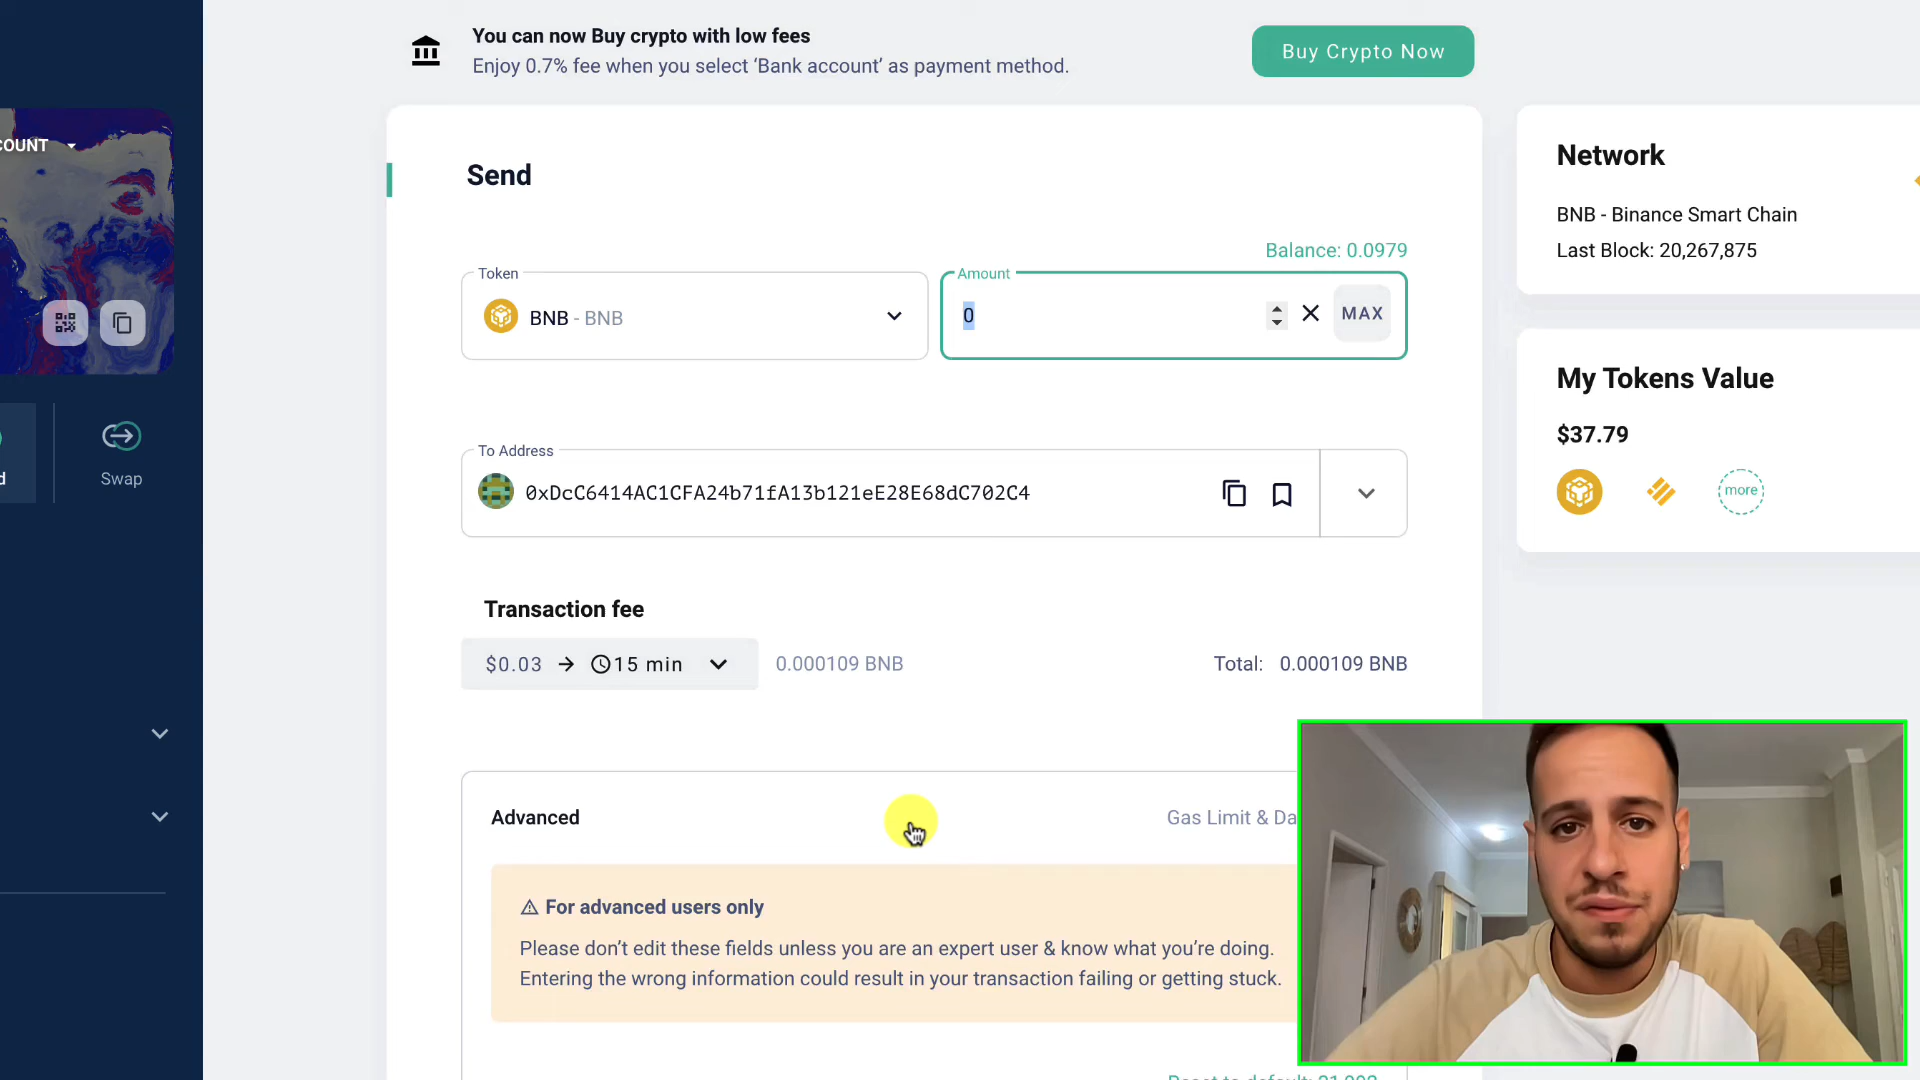 You can now Buy crypto with low fees
Enjoy 0.7% fee when you select ‘Bank account’ as payment method.
Buy Crypto Now
COUNT
Swap
Send
Balance: 0.0979
Token
BNB - BNB
Amount
0
MAX
To Address
0xDcC6414AC1CFA24b71fA13b121eE28E68dC702C4
Transaction fee
$0.03 → 15 min
0.000109 BNB
Total: 0.000109 BNB
Advanced
Gas Limit & Da
For advanced users only
Please don’t edit these fields unless you are an expert user & know what you’re doing.
Entering the wrong information could result in your transaction failing or getting stuck.
Network
BNB - Binance Smart Chain
Last Block: 20,267,875
My Tokens Value
$37.79
more